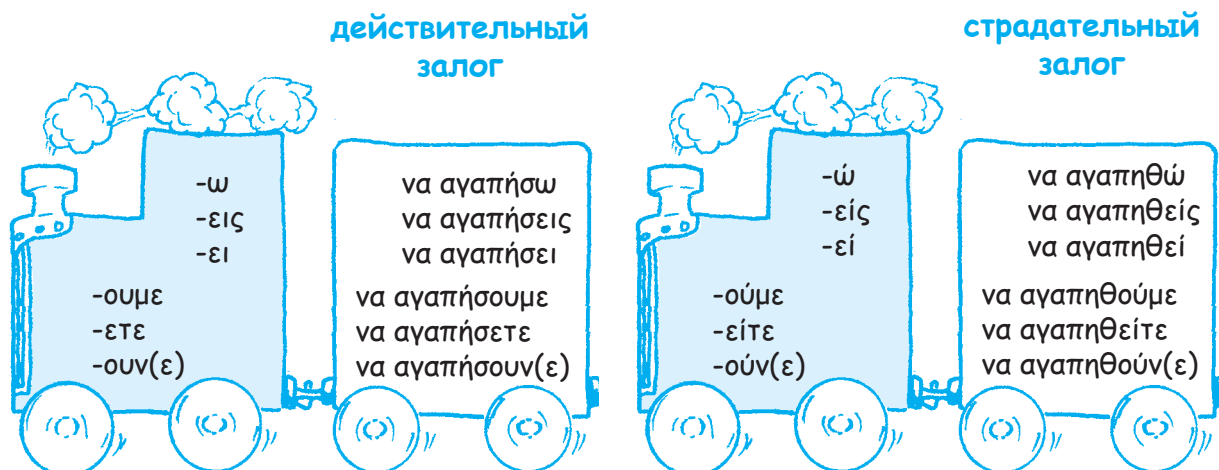 действительный
залог
-ω
-εις
-ει
-ουμε
-ετε
-ουν(ε)
να αγαπήσω
να αγαπήσεις
να αγαπήσει
να αγαπήσουμε
να αγαπήσετε
να αγαπήσουν(ε)
страдательный
залог
-ώ
-είς
-εί
-ούμε
-είτε
-ούν(ε)
να αγαπηθώ
να αγαπηθείς
να αγαπηθεί
να αγαπηθούμε
να αγαπηθείτε
να αγαπηθούν(ε)